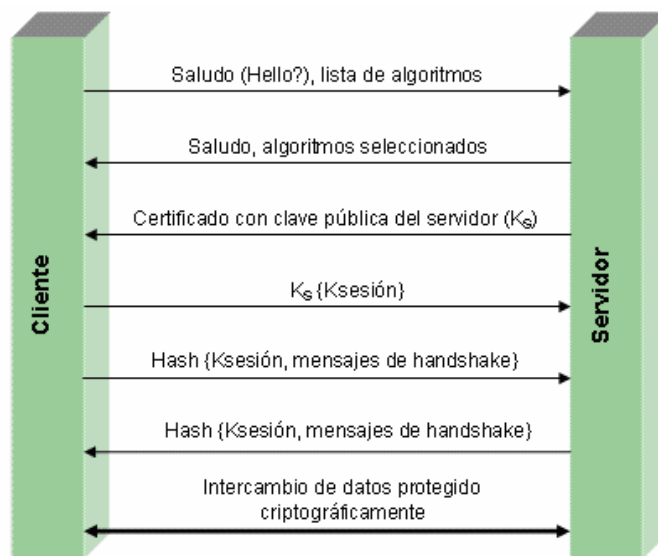 Saludo (Hello?), lista de algoritmos
Saludo, algoritmos seleccionados
Certificado con clave pública del servidor (KS)
KS {Ksesión}
Hash {Ksesión, mensajes de handshake}
Hash {Ksesión, mensajes de handshake}
Intercambio de datos protegido
criptográficamente
Cliente
Servidor